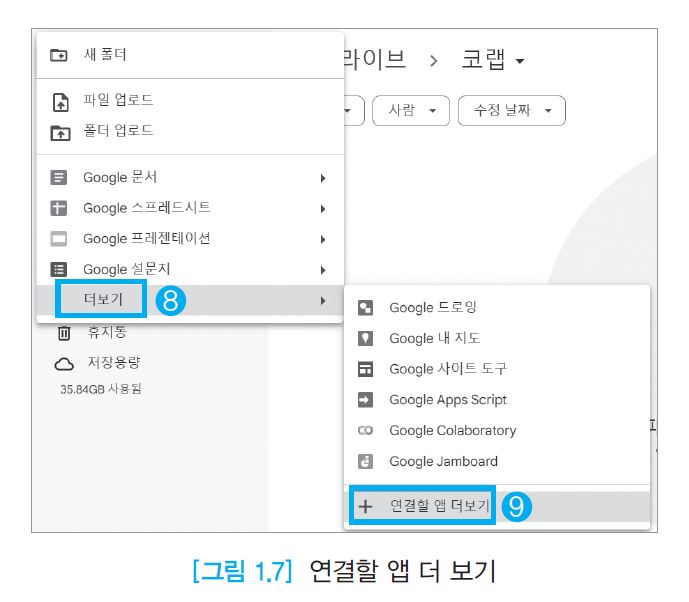 새 폴더
라이브 > 코랩
파일 업로드
사람
수정 날짜
폴더 업로드
Google 문서
Google 스프레드시트
Google 프레젠테이션
Google 설문지
더보기 8
휴지통
저장용량
35.84GB 사용됨
Google 드로잉
Google 내 지도
Google 사이트 도구
Google Apps Script
Google Colaboratory
Google Jamboard
+ 연결할 앱 더보기 9
[그림 1.7] 연결할 앱 더 보기